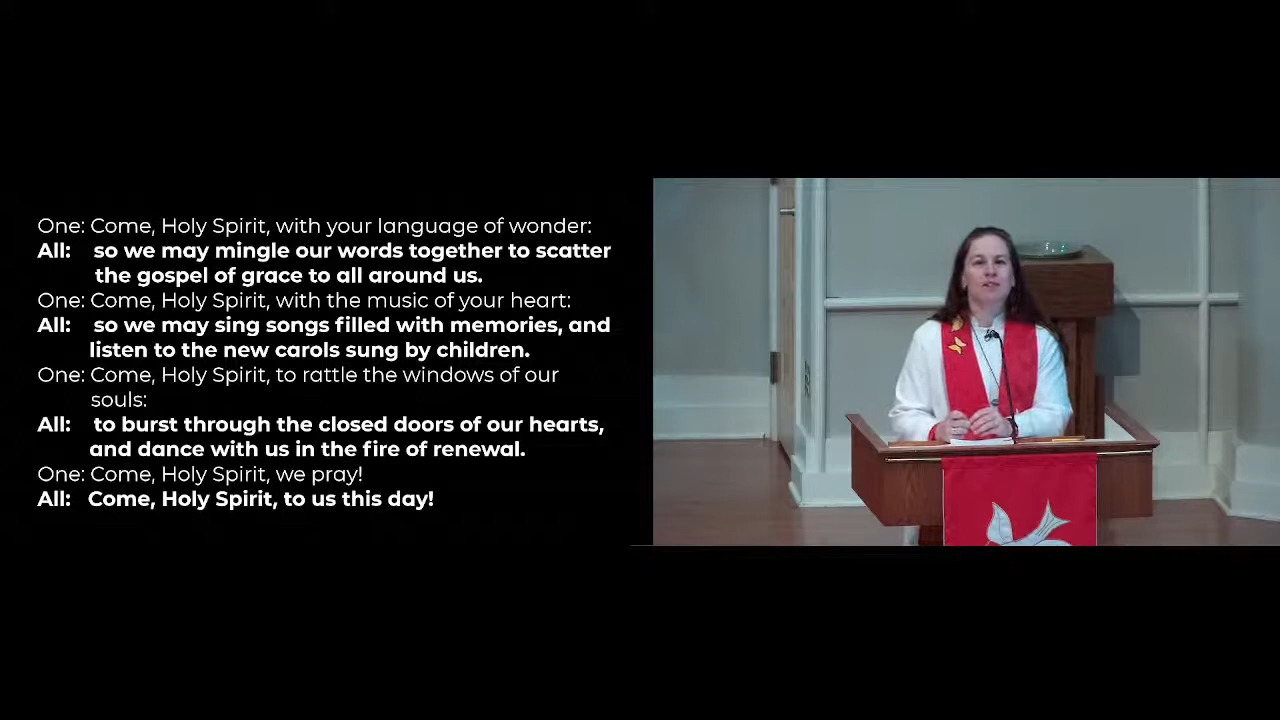 One: Come, Holy Spirit, with your language of wonder:
All: so we may mingle our words together to scatter
the gospel of grace to all around us.
One: Come, Holy Spirit, with the music of your heart:
All: so we may sing songs filled with memories, and
listen to the new carols sung by children.
One: Come, Holy Spirit, to rattle the windows of our
souls:
All: to burst through the closed doors of our hearts,
and dance with us in the fire of renewal.
One: Come, Holy Spirit, we pray!
All: Come, Holy Spirit, to us this day!